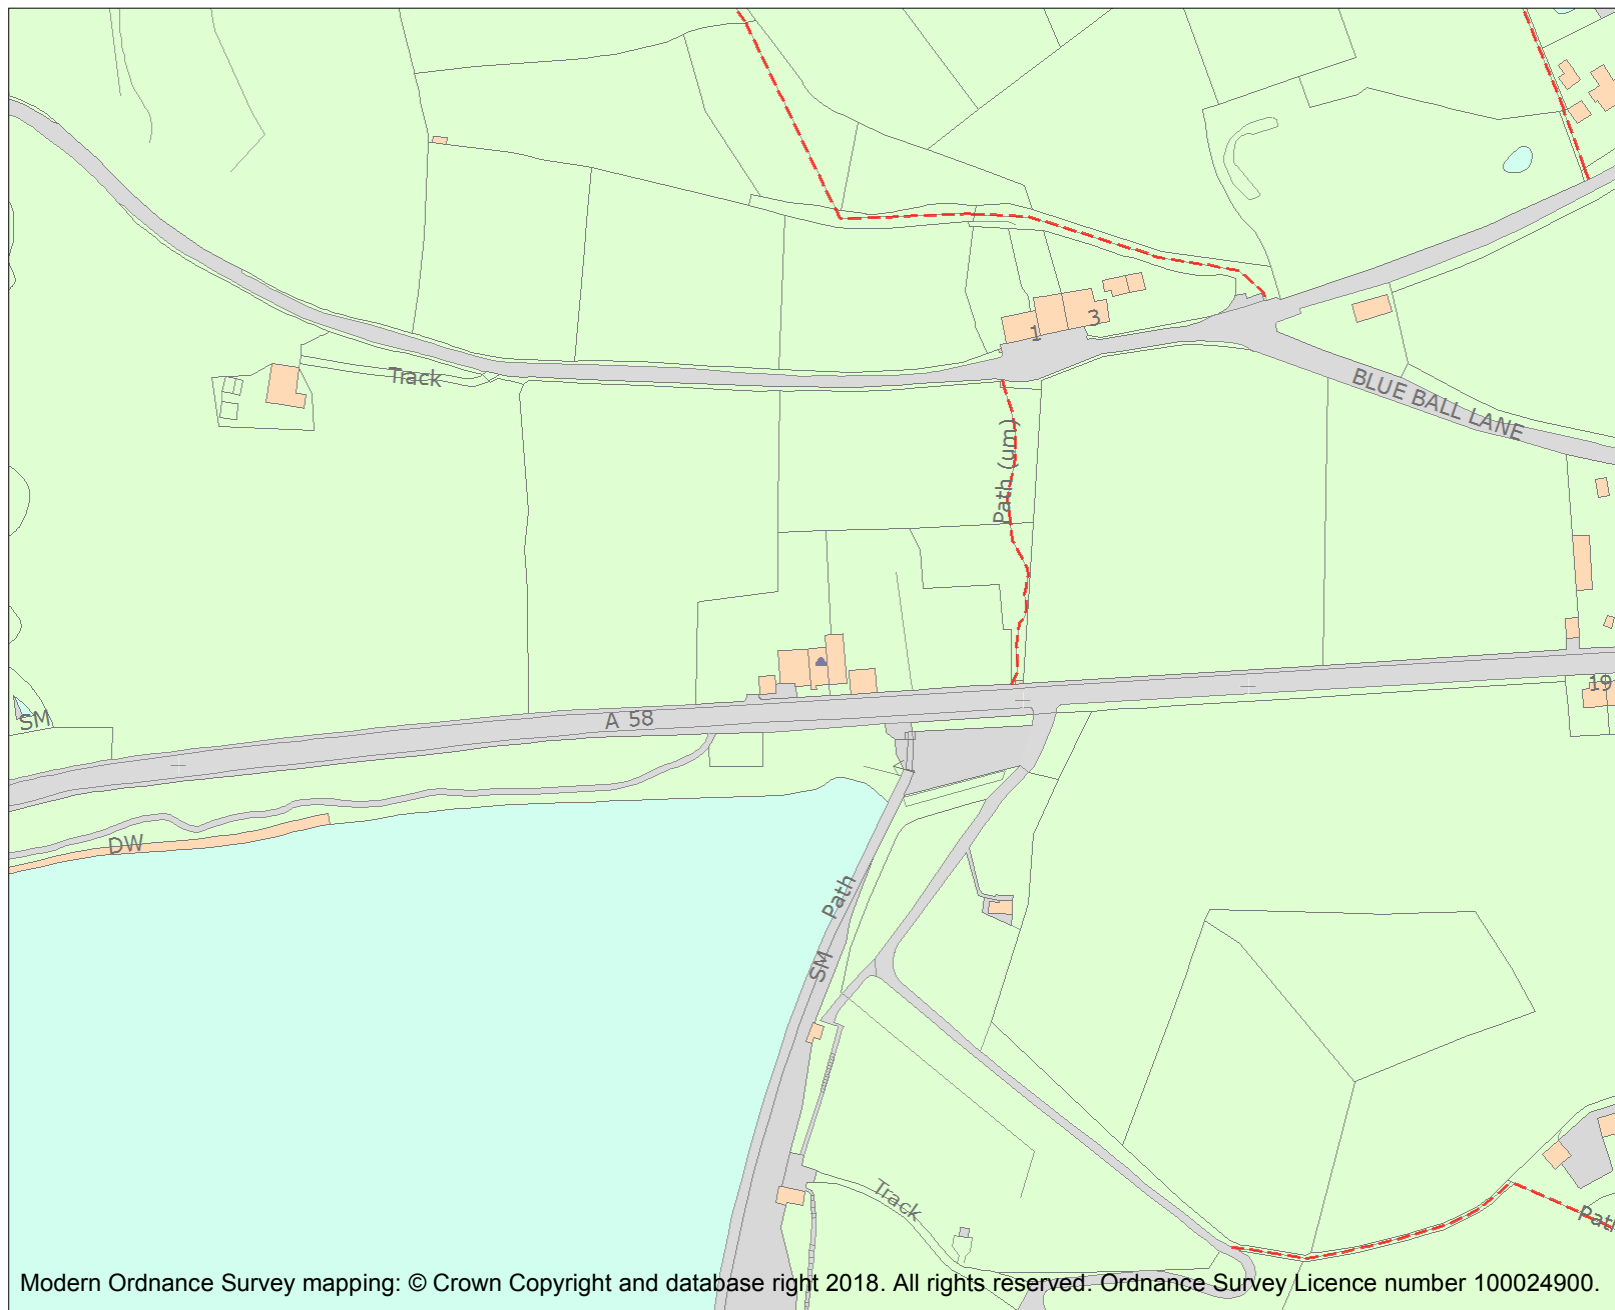 1
3
Track
BLUE BALL LANE
Path (um)
SM
A 58
19
DW
Path
SM
Track
Modern Ordnance Survey mapping: © Crown Copyright and database right 2018. All rights reserved. Ordnance Survey Licence number 100024900.